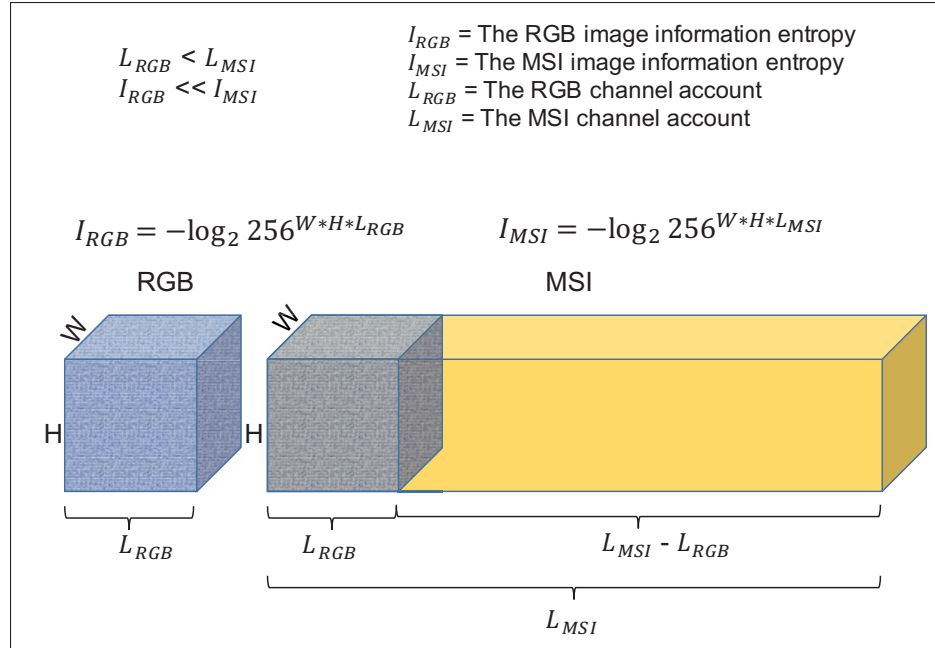 L_RGB < L_MSI
I_RGB << I_MSI
I_RGB = The RGB image information entropy
I_MSI = The MSI image information entropy
L_RGB = The RGB channel account
L_MSI = The MSI channel account
I_RGB = −log₂ 256^{W*H*L_RGB}
I_MSI = −log₂ 256^{W*H*L_MSI}
RGB
MSI
W
W
H
H
L_RGB
L_RGB
L_MSI - L_RGB
L_MSI